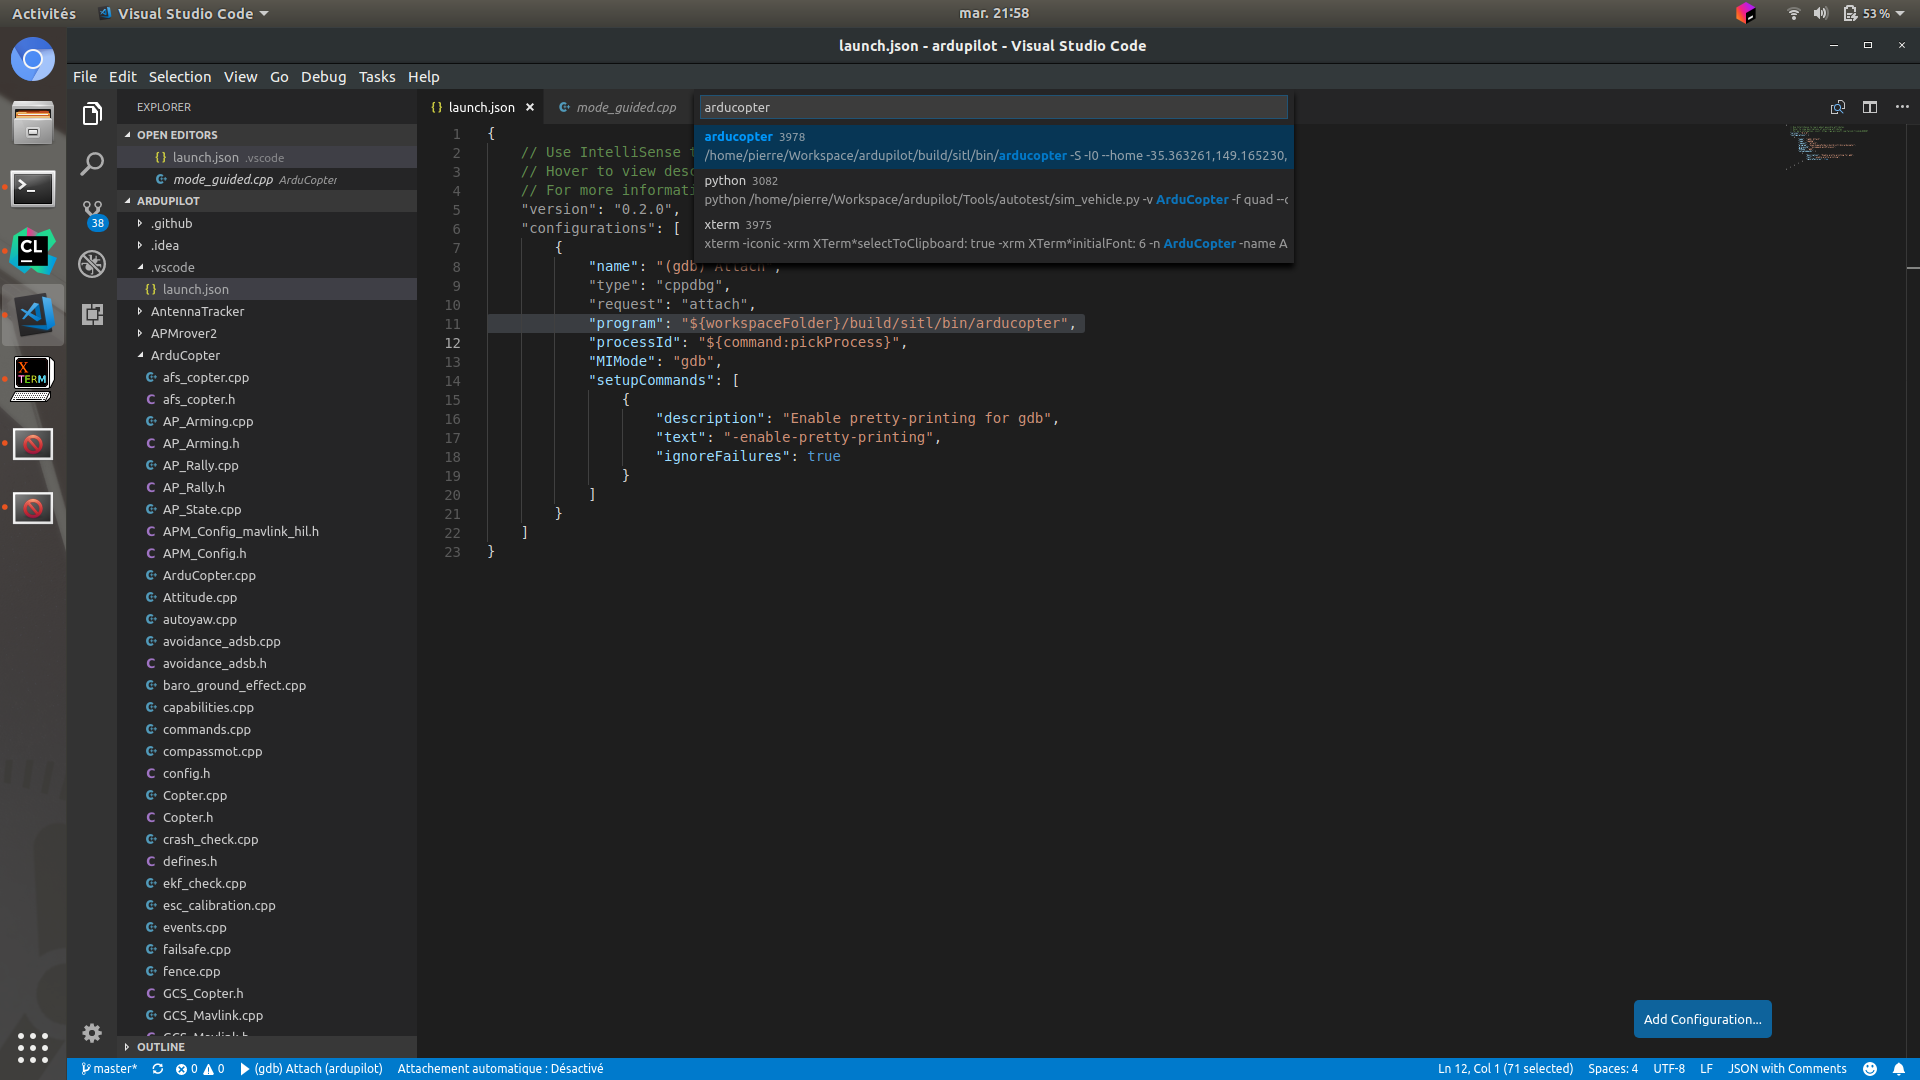 Activités
Visual Studio Code
mar. 21:58
53 %
launch.json - ardupilot - Visual Studio Code
File Edit Selection View Go Debug Tasks Help
EXPLORER
OPEN EDITORS
launch.json .vscode
mode_guided.cpp ArduCopter
ARDUPILOT
.github
.idea
.vscode
launch.json
AntennaTracker
APMrover2
ArduCopter
afs_copter.cpp
afs_copter.h
AP_Arming.cpp
AP_Arming.h
AP_Rally.cpp
AP_Rally.h
AP_State.cpp
APM_Config_mavlink_hil.h
APM_Config.h
ArduCopter.cpp
Attitude.cpp
autoyaw.cpp
avoidance_adsb.cpp
avoidance_adsb.h
baro_ground_effect.cpp
capabilities.cpp
commands.cpp
compassmot.cpp
config.h
Copter.cpp
Copter.h
crash_check.cpp
defines.h
ekf_check.cpp
esc_calibration.cpp
events.cpp
failsafe.cpp
fence.cpp
GCS_Copter.h
GCS_Mavlink.cpp
GCS_Mavlink.h
OUTLINE
38
CL
X
TERM
launch.json
mode_guided.cpp
arducopter
arducopter 3978
/home/pierre/Workspace/ardupilot/build/sitl/bin/arducopter -S -I0 --home -35.363261,149.165230,
python 3082
python /home/pierre/Workspace/ardupilot/Tools/autotest/sim_vehicle.py -v ArduCopter -f quad --c
xterm 3975
xterm -iconic -xrm XTerm*selectToClipboard: true -xrm XTerm*initialFont: 6 -n ArduCopter -name A
1 {
2 // Use IntelliSense t
3 // Hover to view desc
4 // For more informati
5 "version": "0.2.0",
6 "configurations": [
7 {
8 "name": "(gdb) Attach",
9 "type": "cppdbg",
10 "request": "attach",
11 "program": "${workspaceFolder}/build/sitl/bin/arducopter",
12 "processId": "${command:pickProcess}",
13 "MIMode": "gdb",
14 "setupCommands": [
15 {
16 "description": "Enable pretty-printing for gdb",
17 "text": "-enable-pretty-printing",
18 "ignoreFailures": true
19 }
20 ]
21 }
22 ]
23 }
Add Configuration...
master* 0 0 (gdb) Attach (ardupilot) Attachement automatique : Désactivé
Ln 12, Col 1 (71 selected) Spaces: 4 UTF-8 LF JSON with Comments